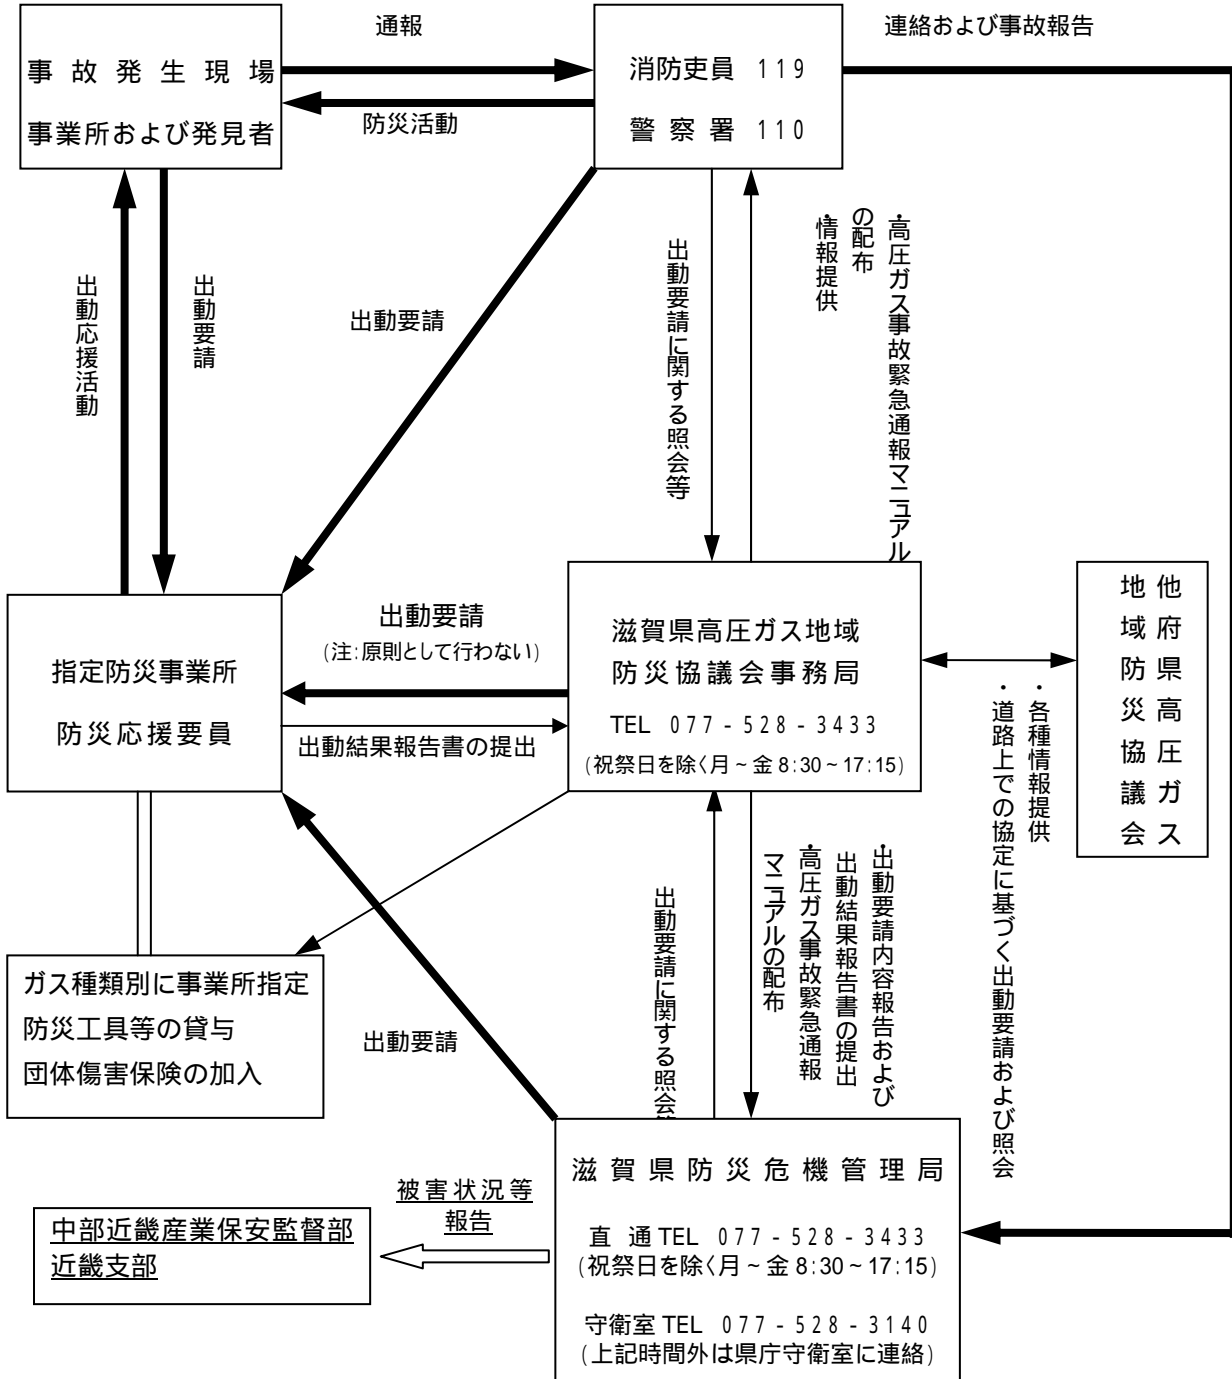 通報
連絡および事故報告
事故発生現場
事業所および発見者
消防吏員 119
警察署 110
防災活動
出動応援活動
出動要請
出動要請
出動要請に関する照会等
・高圧ガス事故緊急通報マニュアル
の配布
・情報提供
指定防災事業所
防災応援要員
出動要請
(注:原則として行わない)
出動結果報告書の提出
滋賀県高圧ガス地域
防災協議会事務局
TEL 077-528-3433
(祝祭日を除く月~金8:30~17:15)
他府県高圧ガス
地域防災協議会
・各種情報提供
・道路上での協定に基づく出動要請および照会
ガス種類別に事業所指定
防災工具等の貸与
団体傷害保険の加入
出動要請
出動要請に関する照会等
・出動要請内容報告および
出動結果報告書の提出
・高圧ガス事故緊急通報
マニュアルの配布
滋賀県防災危機管理局
直通TEL 077-528-3433
(祝祭日を除く月~金8:30~17:15)
守衛室TEL 077-528-3140
(上記時間外は県庁守衛室に連絡)
被害状況等
報告
中部近畿産業保安監督部
近畿支部